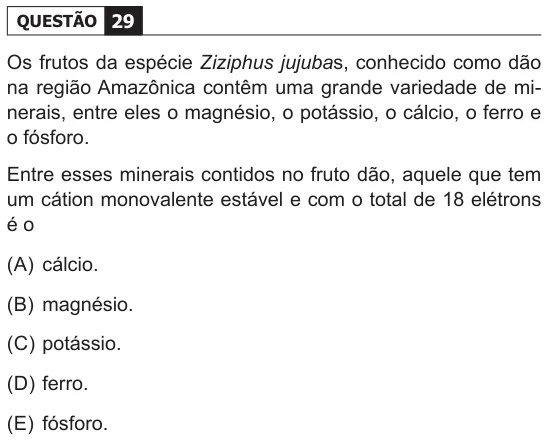 QUESTÃO 29
Os frutos da espécie Ziziphus jujubas, conhecido como dão
na região Amazônica contêm uma grande variedade de mi-
nerais, entre eles o magnésio, o potássio, o cálcio, o ferro e
o fósforo.
Entre esses minerais contidos no fruto dão, aquele que tem
um cátion monovalente estável e com o total de 18 elétrons
é o
(A) cálcio.
(B) magnésio.
(C) potássio.
(D) ferro.
(E) fósforo.